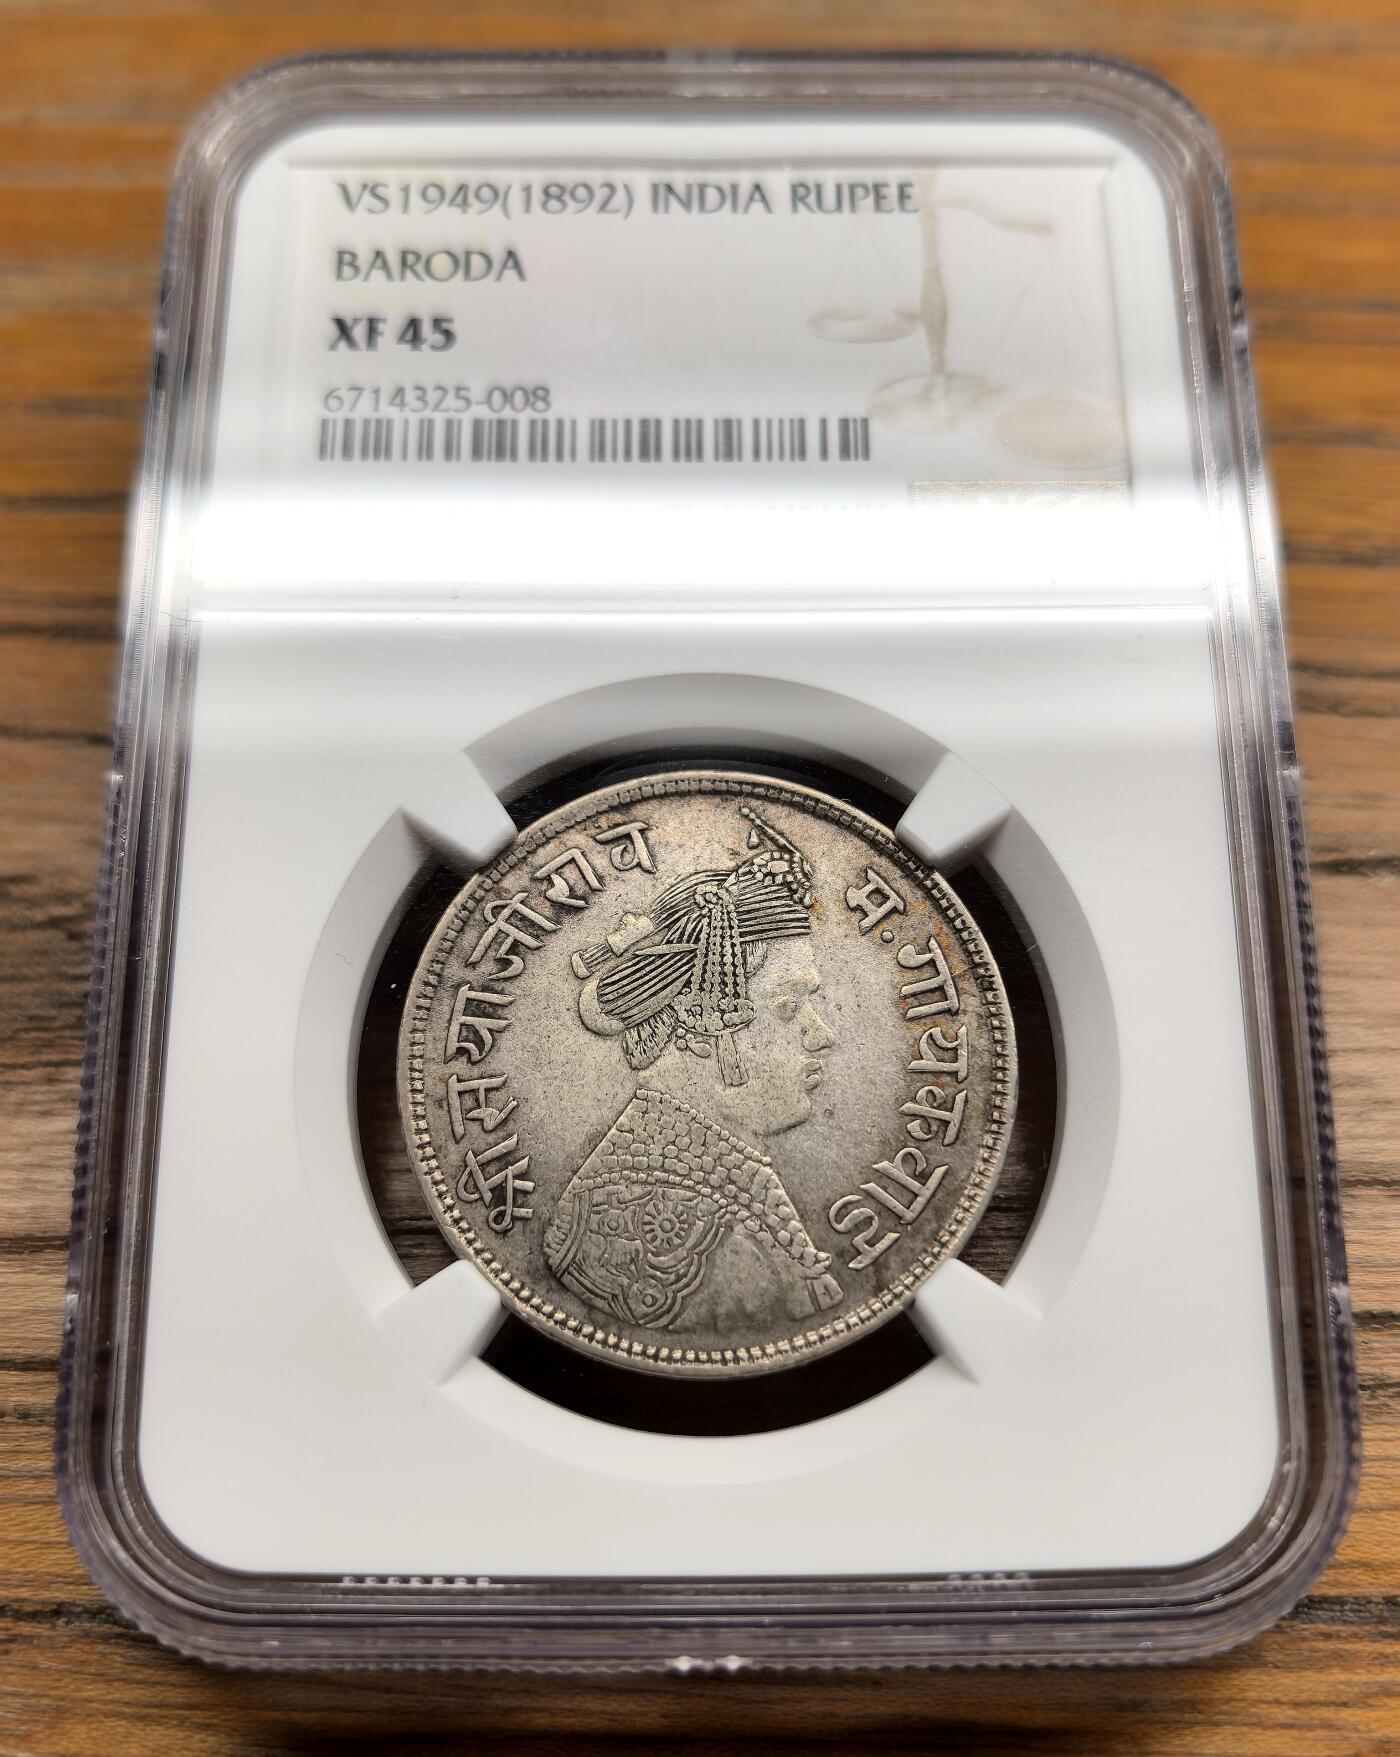 VS1949(1892) INDIA RUPEE
BARODA
XF 45
6714325-008
श्री सयाजीराव
म. गायकवाड